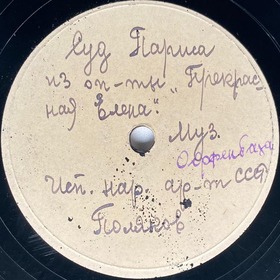 Суд Париса
из оп-ты „Прекрас
ная Елена".
Муз.
Оффенбаха
Исп. нар. ар-т СССР
Поляков